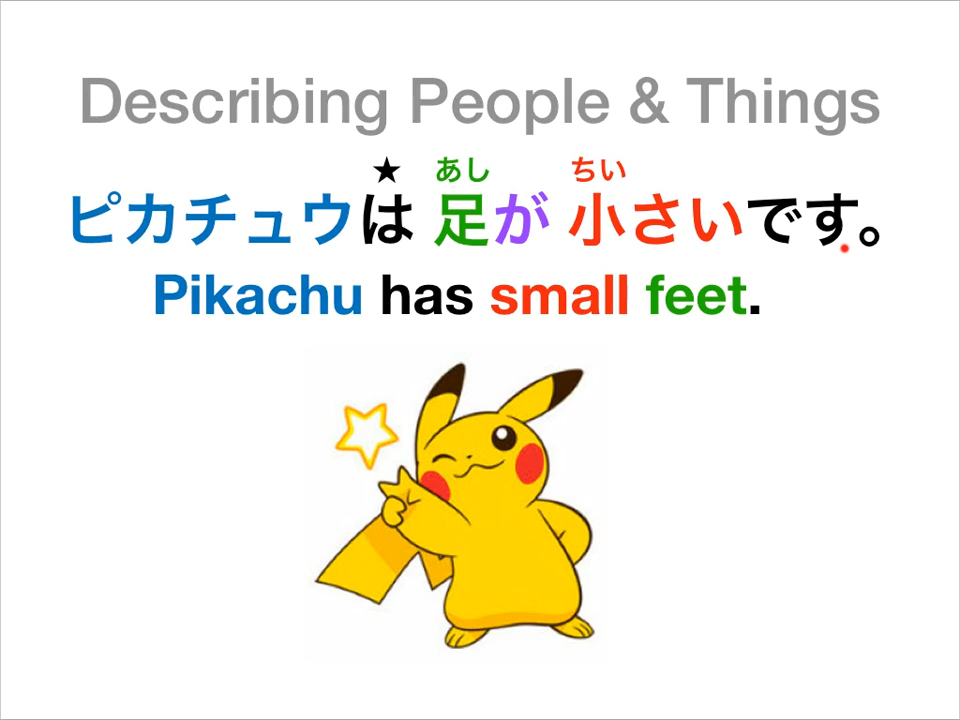 Describing People & Things
★ あし ちい
ピカチュウは 足が 小さいです。
Pikachu has small feet.